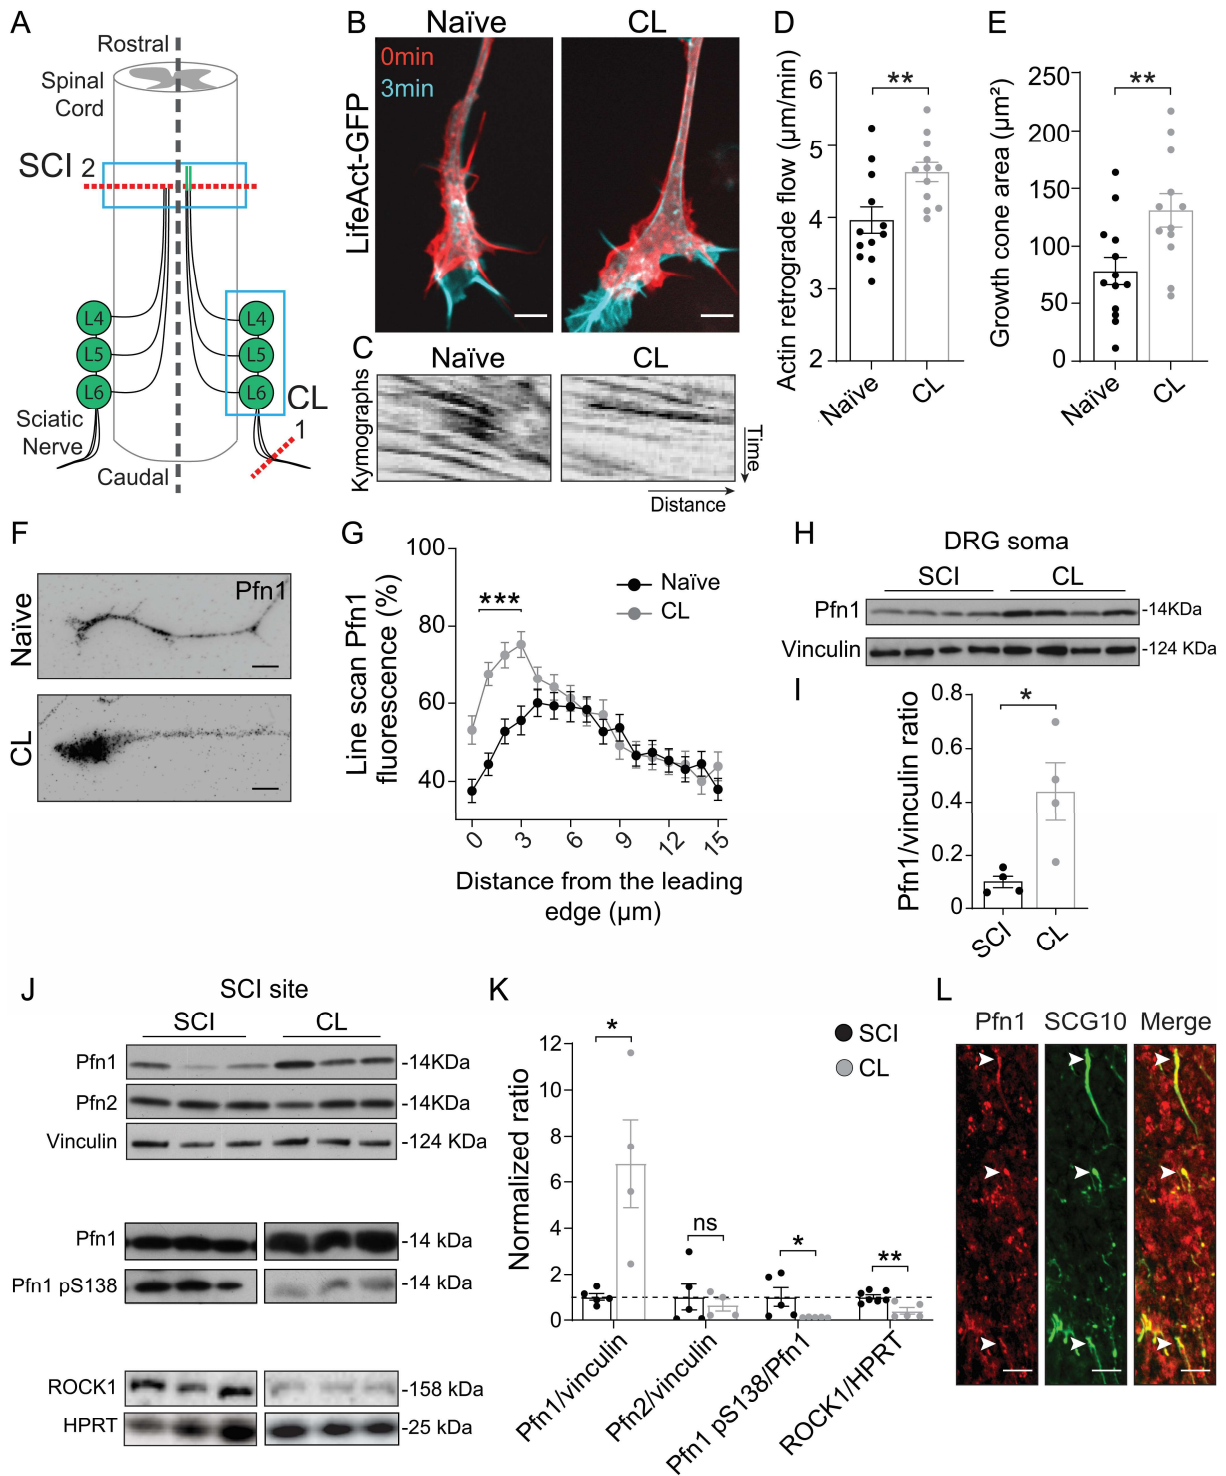 A
Rostral
Spinal
Cord
SCI 2
L4
L5
L6
L4
L5
L6
CL
1
Sciatic
Nerve
Caudal
B
Naïve
CL
LifeAct-GFP
0min
3min
C
Naïve
CL
Kymographs
Time
Distance
D
Actin retrograde flow (µm/min)
6
5
4
3
2
**
Naïve
CL
E
Growth cone area (µm²)
250
200
150
100
50
0
**
Naïve
CL
F
Naïve
Pfn1
CL
G
Line scan Pfn1
fluorescence (%)
100
80
60
40
***
Naïve
CL
0
3
6
9
12
15
Distance from the leading
edge (µm)
H
DRG soma
SCI
CL
Pfn1
-14KDa
Vinculin
-124 KDa
I
Pfn1/vinculin ratio
0.8
0.6
0.4
0.2
0
*
SCI
CL
J
SCI site
SCI
CL
Pfn1
-14KDa
Pfn2
-14KDa
Vinculin
-124 KDa
Pfn1
-14 kDa
Pfn1 pS138
-14 kDa
ROCK1
-158 kDa
HPRT
-25 kDa
K
Normalized ratio
12
10
8
6
4
2
0
*
ns
*
**
SCI
CL
Pfn1/vinculin
Pfn2/vinculin
Pfn1 pS138/Pfn1
ROCK1/HPRT
L
Pfn1
SCG10
Merge